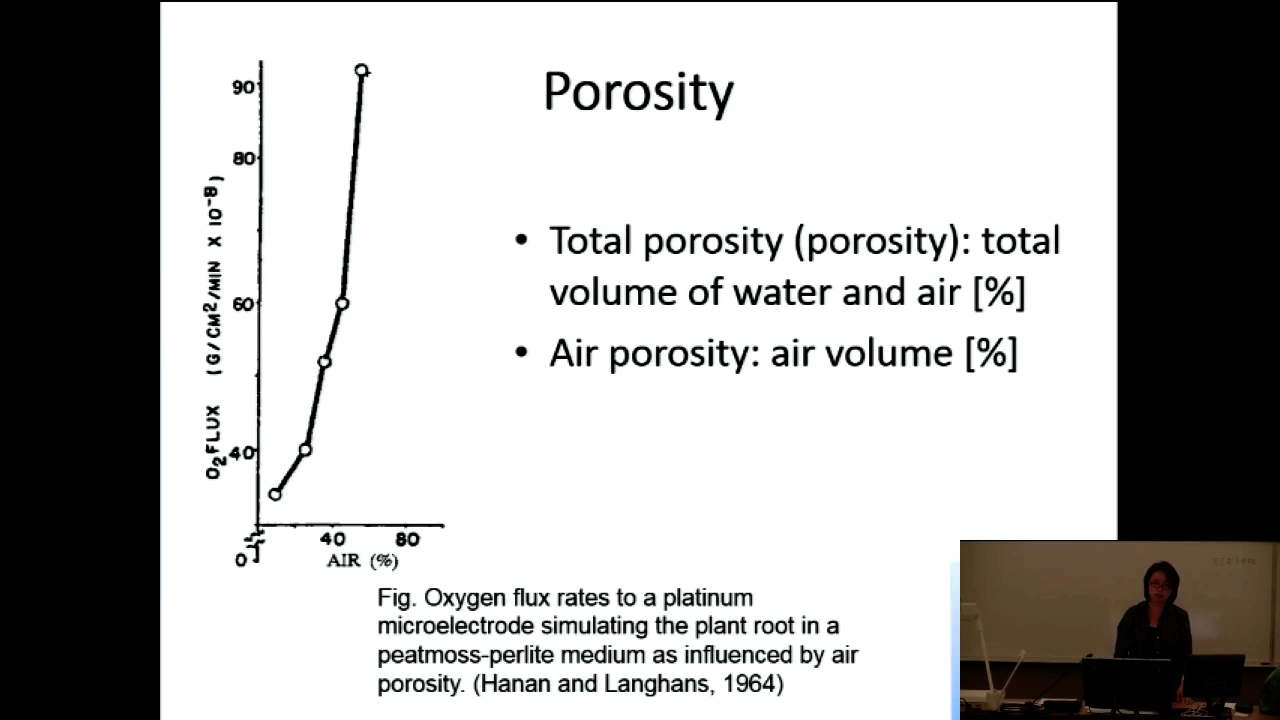 Porosity
• Total porosity (porosity): total
volume of water and air [%]
• Air porosity: air volume [%]
90
80
60
40
0
O2 FLUX (G/CM2/MIN X 10-8)
40 80
AIR (%)
Fig. Oxygen flux rates to a platinum
microelectrode simulating the plant root in a
peatmoss-perlite medium as influenced by air
porosity. (Hanan and Langhans, 1964)